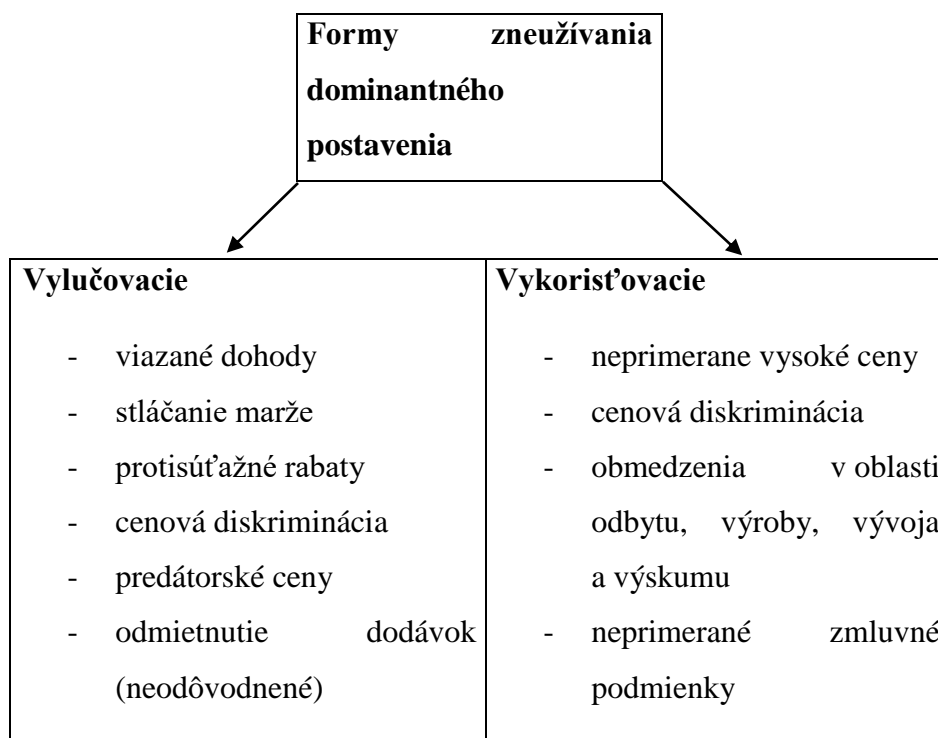 Formy zneužívania
dominantného
postavenia
Vylučovacie
- viazané dohody
- stláčanie marže
- protisúťažné rabaty
- cenová diskriminácia
- predátorské ceny
- odmietnutie dodávok
(neodôvodnené)
Vykorisťovacie
- neprimerane vysoké ceny
- cenová diskriminácia
- obmedzenia v oblasti
odbytu, výroby, vývoja
a výskumu
- neprimerané zmluvné
podmienky